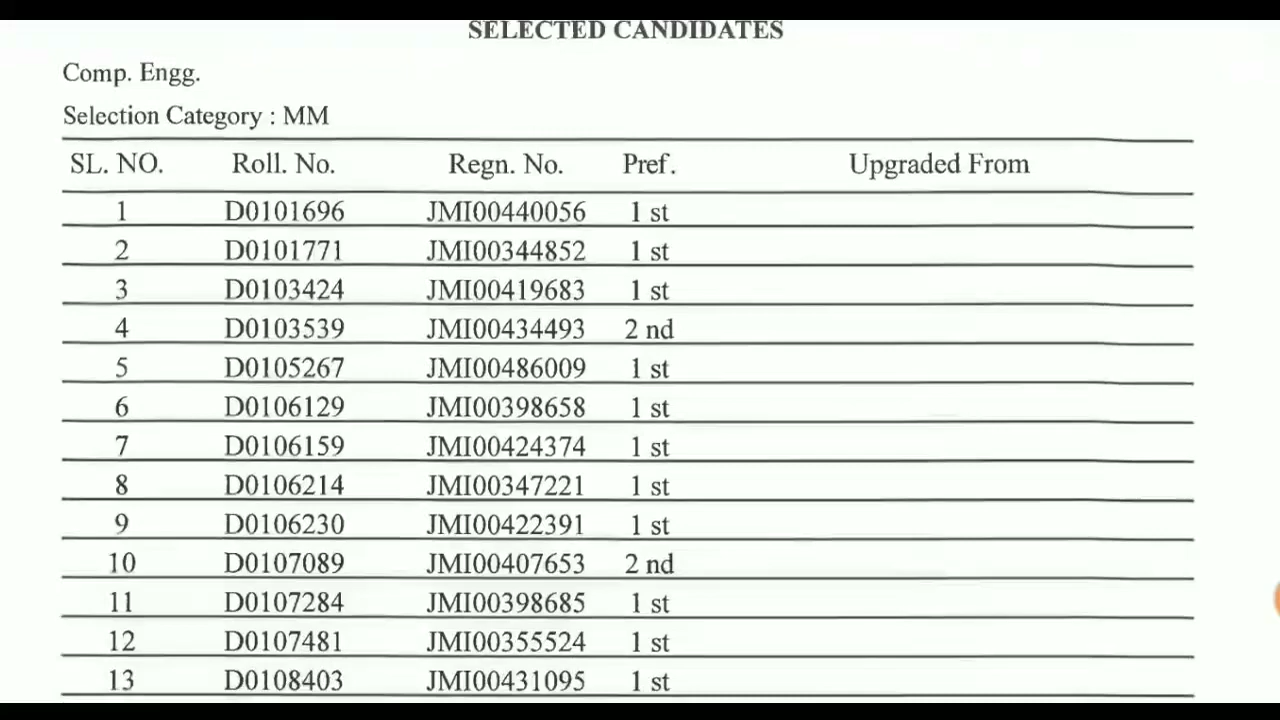 SELECTED CANDIDATES
Comp. Engg.
Selection Category : MM
SL. NO. Roll. No. Regn. No. Pref. Upgraded From
1 D0101696 JMI00440056 1 st
2 D0101771 JMI00344852 1 st
3 D0103424 JMI00419683 1 st
4 D0103539 JMI00434493 2 nd
5 D0105267 JMI00486009 1 st
6 D0106129 JMI00398658 1 st
7 D0106159 JMI00424374 1 st
8 D0106214 JMI00347221 1 st
9 D0106230 JMI00422391 1 st
10 D0107089 JMI00407653 2 nd
11 D0107284 JMI00398685 1 st
12 D0107481 JMI00355524 1 st
13 D0108403 JMI00431095 1 st